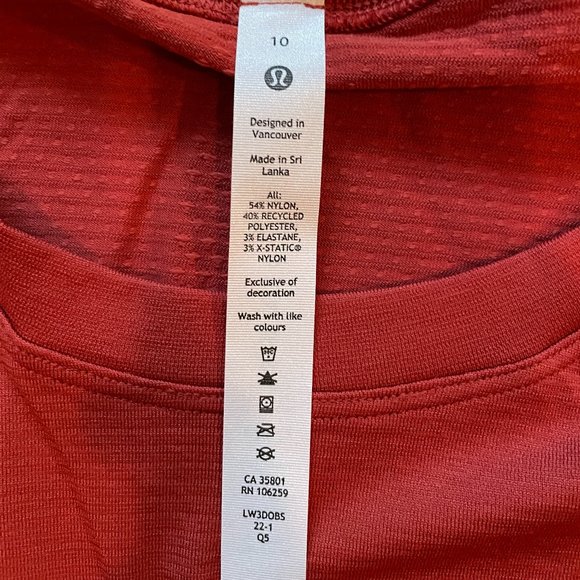 10
Designed in
Vancouver
Made in Sri
Lanka
All:
54% NYLON,
40% RECYCLED
POLYESTER,
3% ELASTANE,
3% X-STATIC®
NYLON
Exclusive of
decoration
Wash with like
colours
CA 35801
RN 106259
LW3DOBS
22-1
Q5